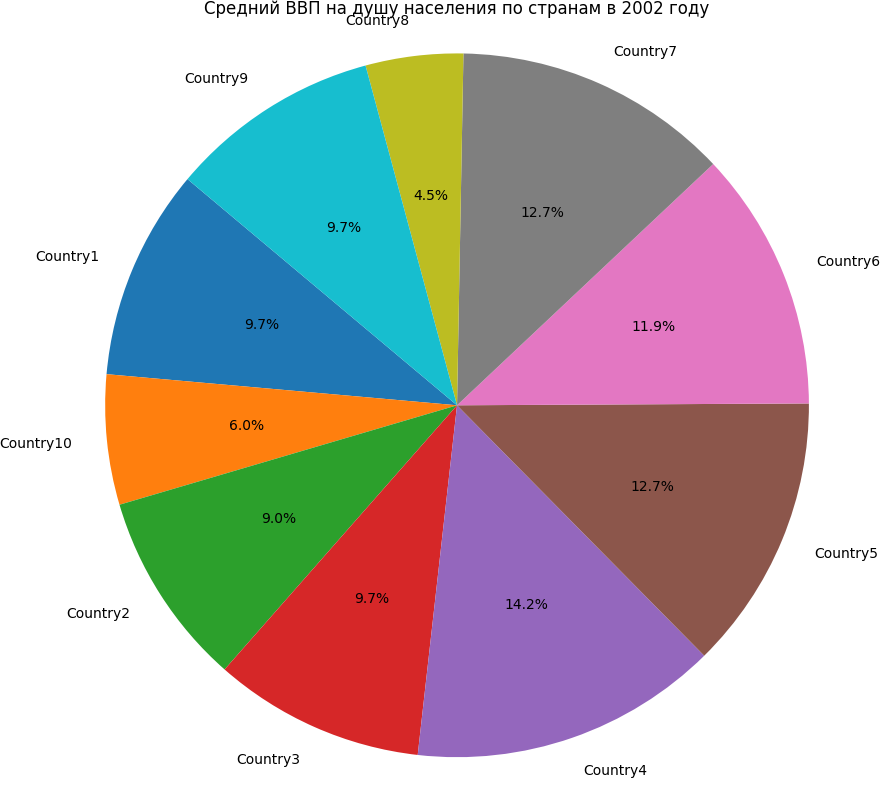 Средний ВВП на душу населения по странам в 2002 году
Country8
Country7
Country9
4.5%
12.7%
9.7%
Country1
Country6
9.7%
11.9%
6.0%
Country10
12.7%
9.0%
Country5
9.7%
14.2%
Country2
Country3
Country4